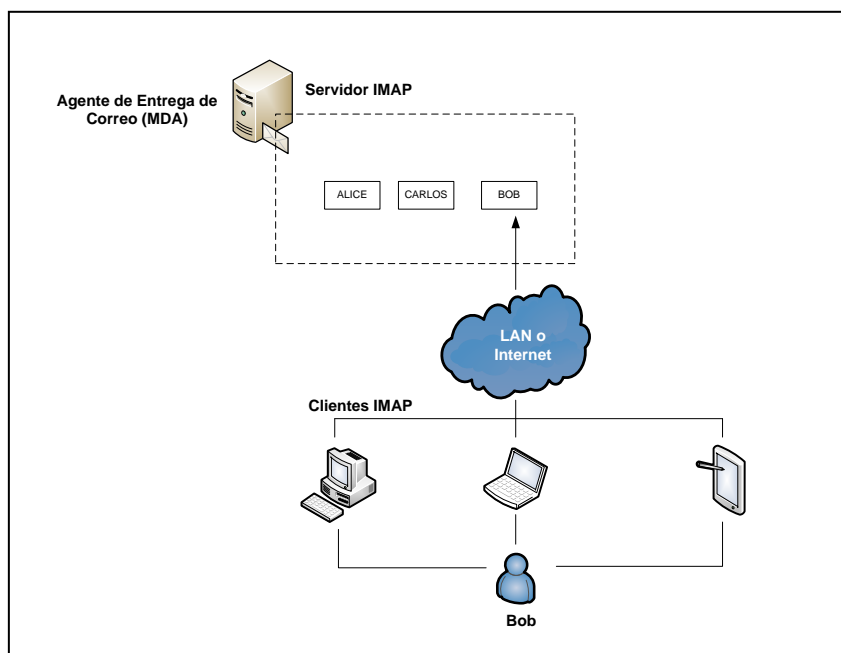 Servidor IMAP
Agente de Entrega de
Correo (MDA)
ALICE
CARLOS
BOB
LAN o
Internet
Clientes IMAP
Bob